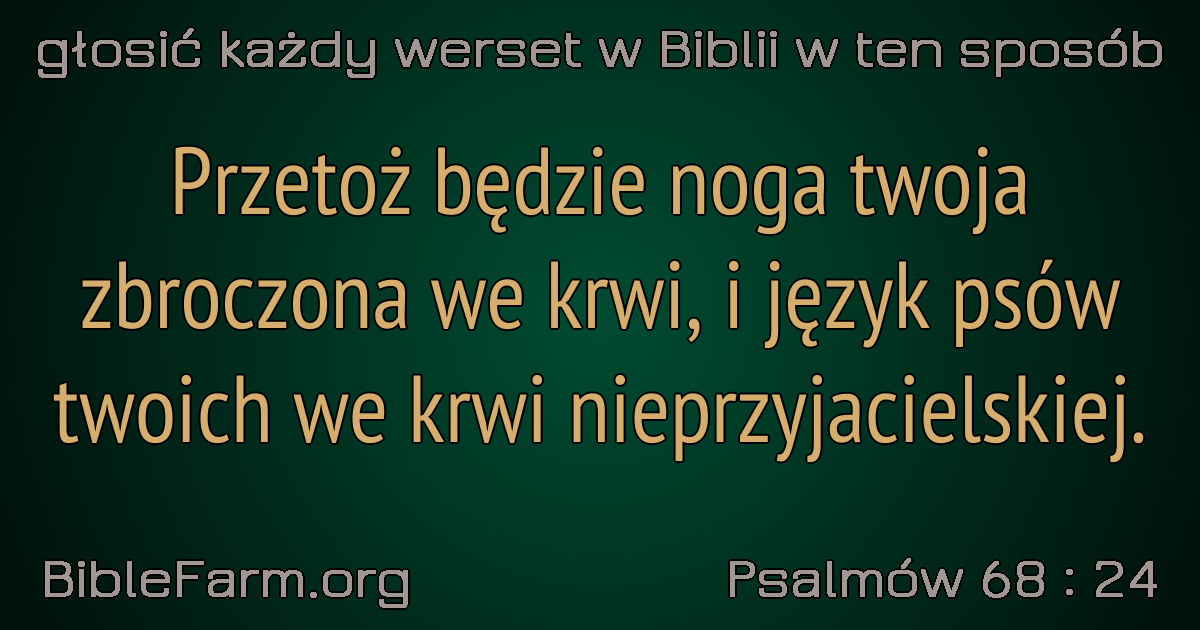 głosić każdy werset w Biblii w ten sposób
Przetoż będzie noga twoja
zbroczona we krwi, i język psów
twoich we krwi nieprzyjacielskiej.
BibleFarm.org
Psalmów 68 : 24